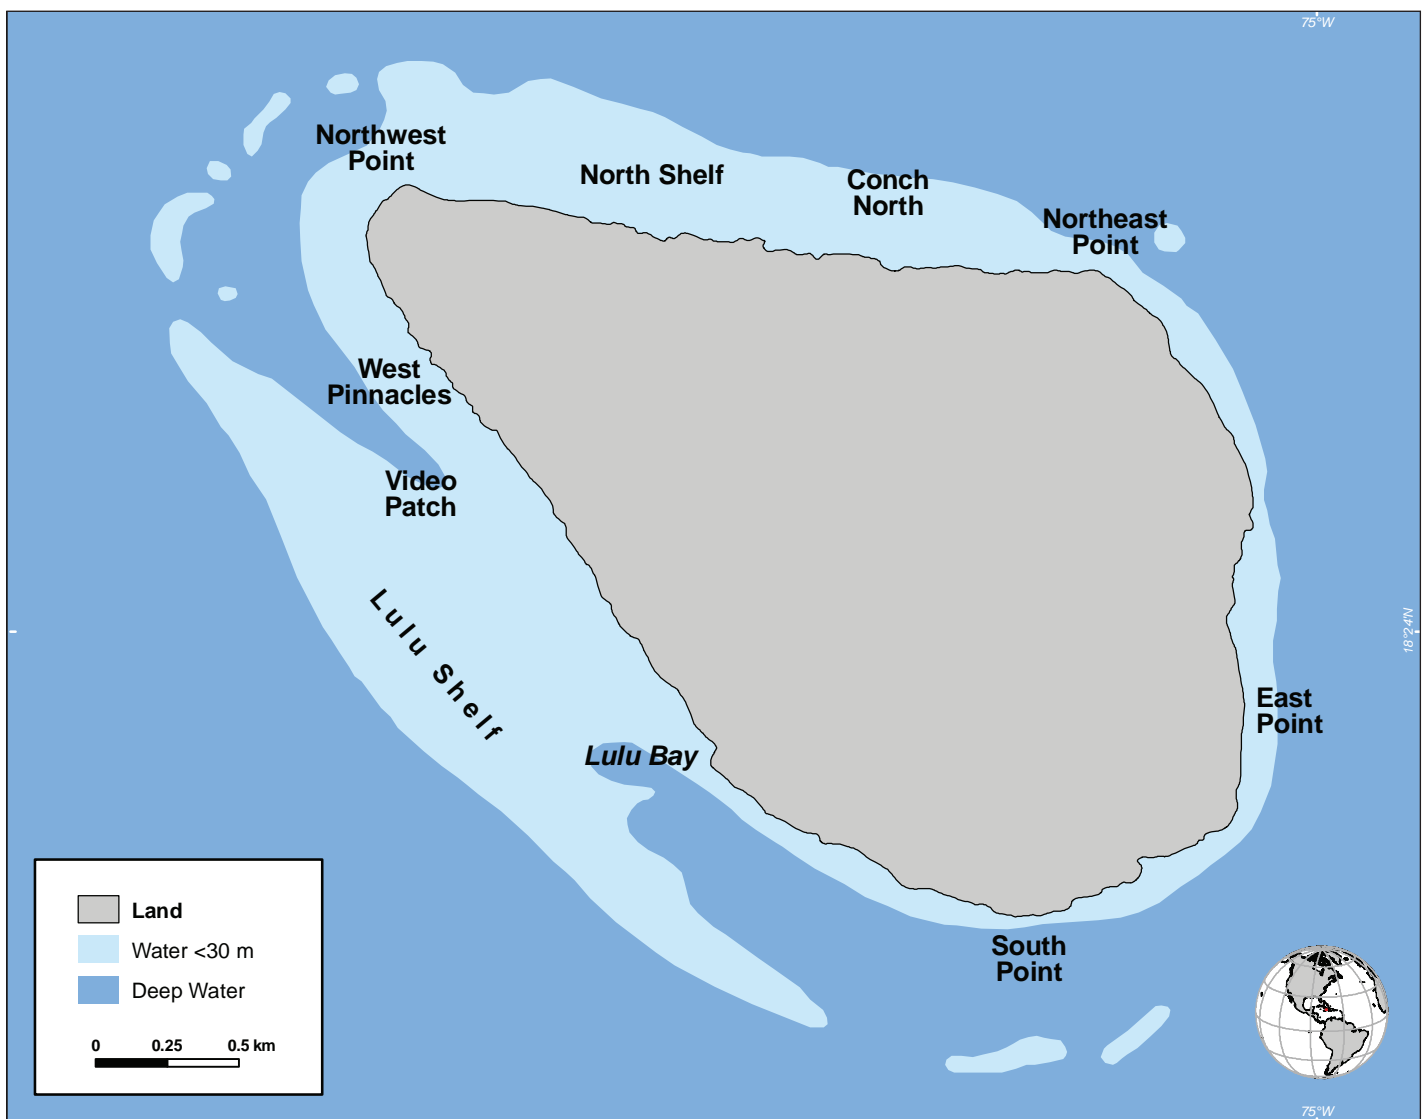 75°W
Northwest
Point
North Shelf
Conch
North
Northeast
Point
West
Pinnacles
Video
Patch
Lulu Shelf
18°24'N
East
Point
Lulu Bay
South
Point
Land
Water <30 m
Deep Water
0 0.25 0.5 km
75°W